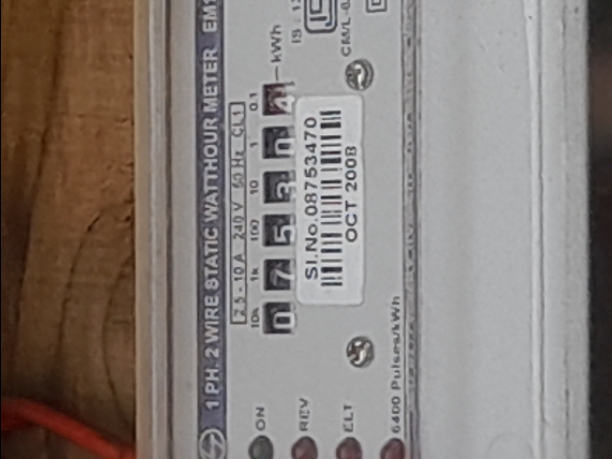 1 PH. 2 WIRE STATIC WATTHOUR METER
2.5 - 10 A 240 V 50 Hz CL1
10k 1k 100 10 1 0.1
0 7 5 3 0 4 kWh
Sl.No.08753470
OCT 2008
ON
REV
ELT
6400 Pulses/kWh